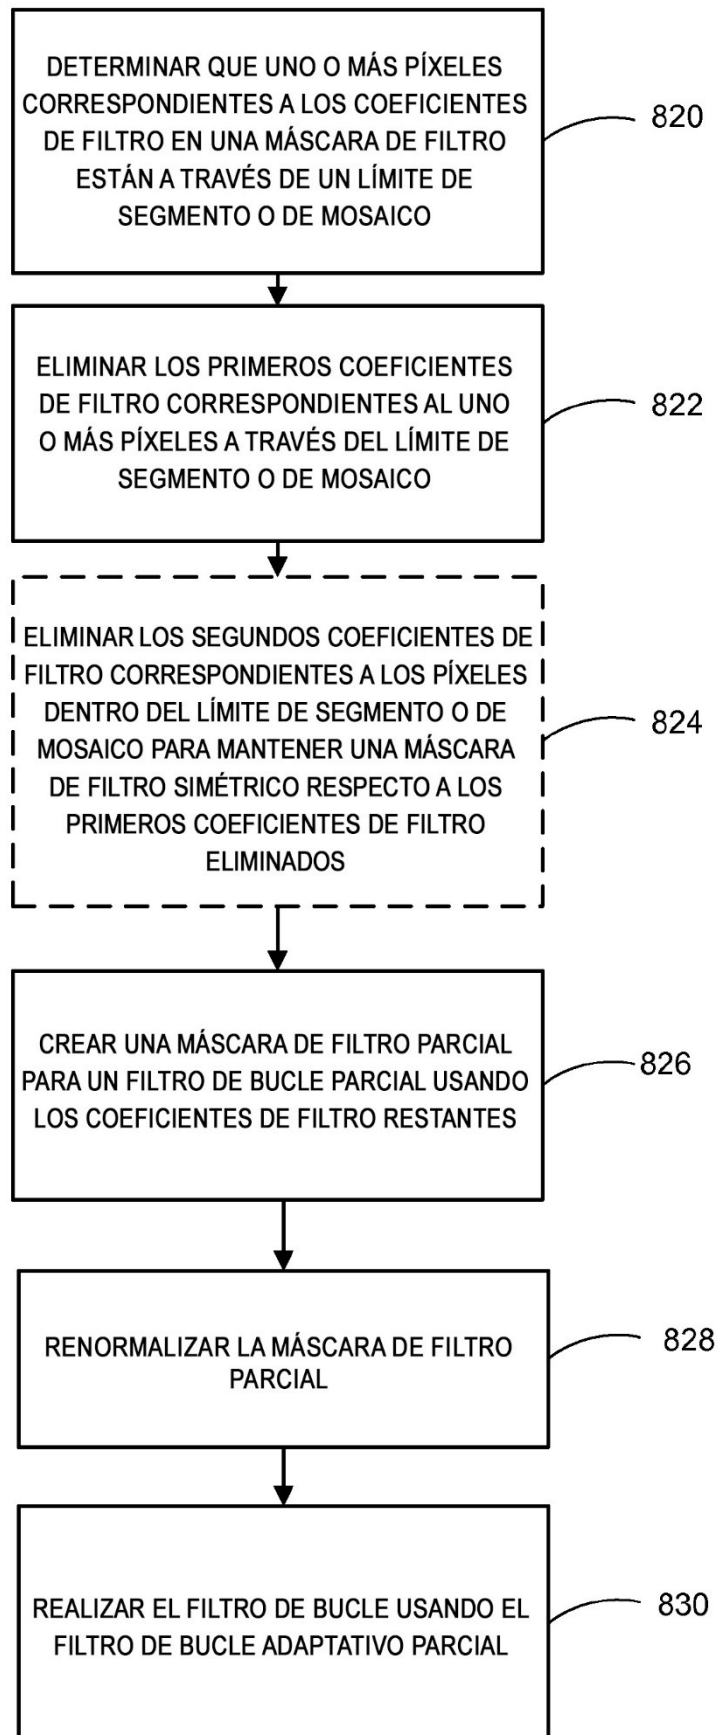 DETERMINAR QUE UNO O MÁS PÍXELES
CORRESPONDIENTES A LOS COEFICIENTES
DE FILTRO EN UNA MÁSCARA DE FILTRO
ESTÁN A TRAVÉS DE UN LÍMITE DE
SEGMENTO O DE MOSAICO
820
ELIMINAR LOS PRIMEROS COEFICIENTES
DE FILTRO CORRESPONDIENTES AL UNO
O MÁS PÍXELES A TRAVÉS DEL LÍMITE DE
SEGMENTO O DE MOSAICO
822
ELIMINAR LOS SEGUNDOS COEFICIENTES DE
FILTRO CORRESPONDIENTES A LOS PÍXELES
DENTRO DEL LÍMITE DE SEGMENTO O DE
MOSAICO PARA MANTENER UNA MÁSCARA
DE FILTRO SIMÉTRICO RESPECTO A LOS
PRIMEROS COEFICIENTES DE FILTRO
ELIMINADOS
824
CREAR UNA MÁSCARA DE FILTRO PARCIAL
PARA UN FILTRO DE BUCLE PARCIAL USANDO
LOS COEFICIENTES DE FILTRO RESTANTES
826
RENORMALIZAR LA MÁSCARA DE FILTRO
PARCIAL
828
REALIZAR EL FILTRO DE BUCLE USANDO EL
FILTRO DE BUCLE ADAPTATIVO PARCIAL
830